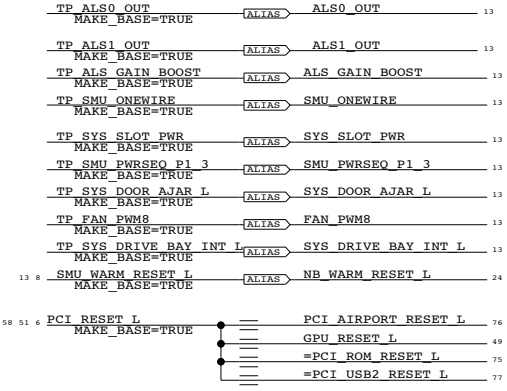 TP_ALS0_OUT ALIAS ALS0_OUT 13
MAKE_BASE=TRUE
TP_ALS1_OUT ALIAS ALS1_OUT 13
MAKE_BASE=TRUE
TP_ALS_GAIN_BOOST ALIAS ALS_GAIN_BOOST 13
MAKE_BASE=TRUE
TP_SMU_ONEWIRE ALIAS SMU_ONEWIRE 13
MAKE_BASE=TRUE
TP_SYS_SLOT_PWR ALIAS SYS_SLOT_PWR 13
MAKE_BASE=TRUE
TP_SMU_PWRSEQ_P1_3 ALIAS SMU_PWRSEQ_P1_3 13
MAKE_BASE=TRUE
TP_SYS_DOOR_AJAR_L ALIAS SYS_DOOR_AJAR_L 13
MAKE_BASE=TRUE
TP_FAN_PWM8 ALIAS FAN_PWM8 13
MAKE_BASE=TRUE
TP_SYS_DRIVE_BAY_INT_L ALIAS SYS_DRIVE_BAY_INT_L 13
MAKE_BASE=TRUE
13 8 SMU_WARM_RESET_L ALIAS NB_WARM_RESET_L 24
MAKE_BASE=TRUE
58 51 6 PCI_RESET_L PCI_AIRPORT_RESET_L 76
MAKE_BASE=TRUE
GPU_RESET_L 49
=PCI_ROM_RESET_L 75
=PCI_USB2_RESET_L 77